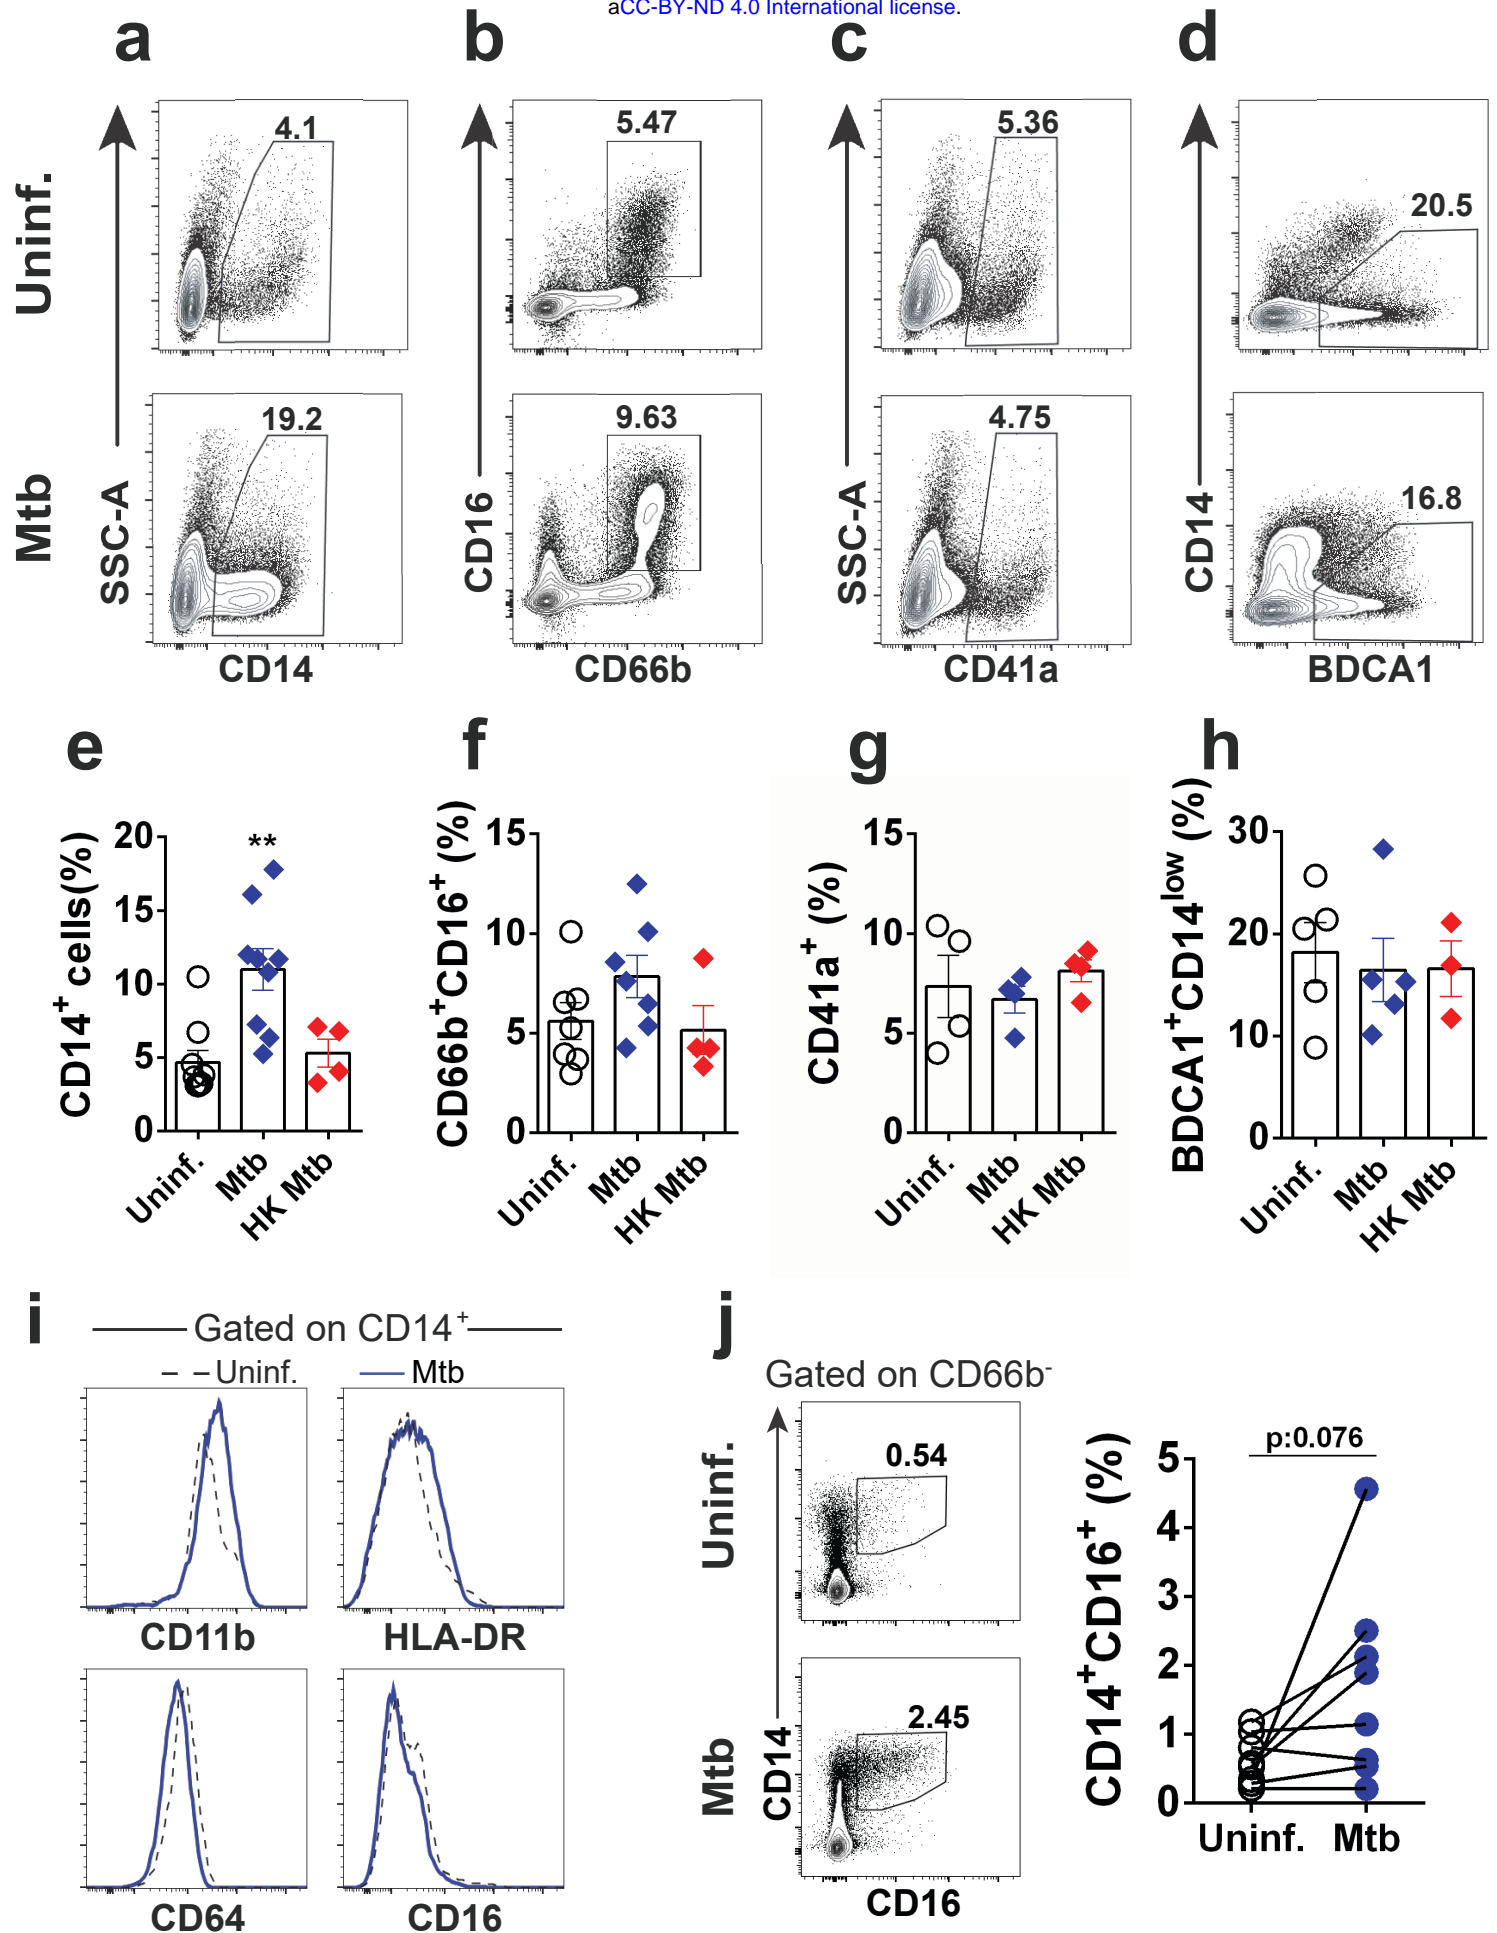 aCC-BY-ND 4.0 International license.
a b c d
Uninf.
4.1
5.47
5.36
20.5
Mtb
19.2
9.63
4.75
16.8
SSC-A
CD16
SSC-A
CD14
CD14
CD66b
CD41a
BDCA1
e f g h
CD14+ cells(%)
20
15
10
5
0
**
Uninf.
Mtb
HK Mtb
CD66b+CD16+ (%)
15
10
5
0
Uninf.
Mtb
HK Mtb
CD41a+ (%)
15
10
5
0
Uninf.
Mtb
HK Mtb
BDCA1+CD14low (%)
30
20
10
0
Uninf.
Mtb
HK Mtb
i
Gated on CD14+
Uninf. Mtb
CD11b
HLA-DR
CD64
CD16
j
Gated on CD66b-
Uninf.
0.54
Mtb
2.45
CD14
CD16
p:0.076
CD14+CD16+ (%)
5
4
3
2
1
0
Uninf. Mtb